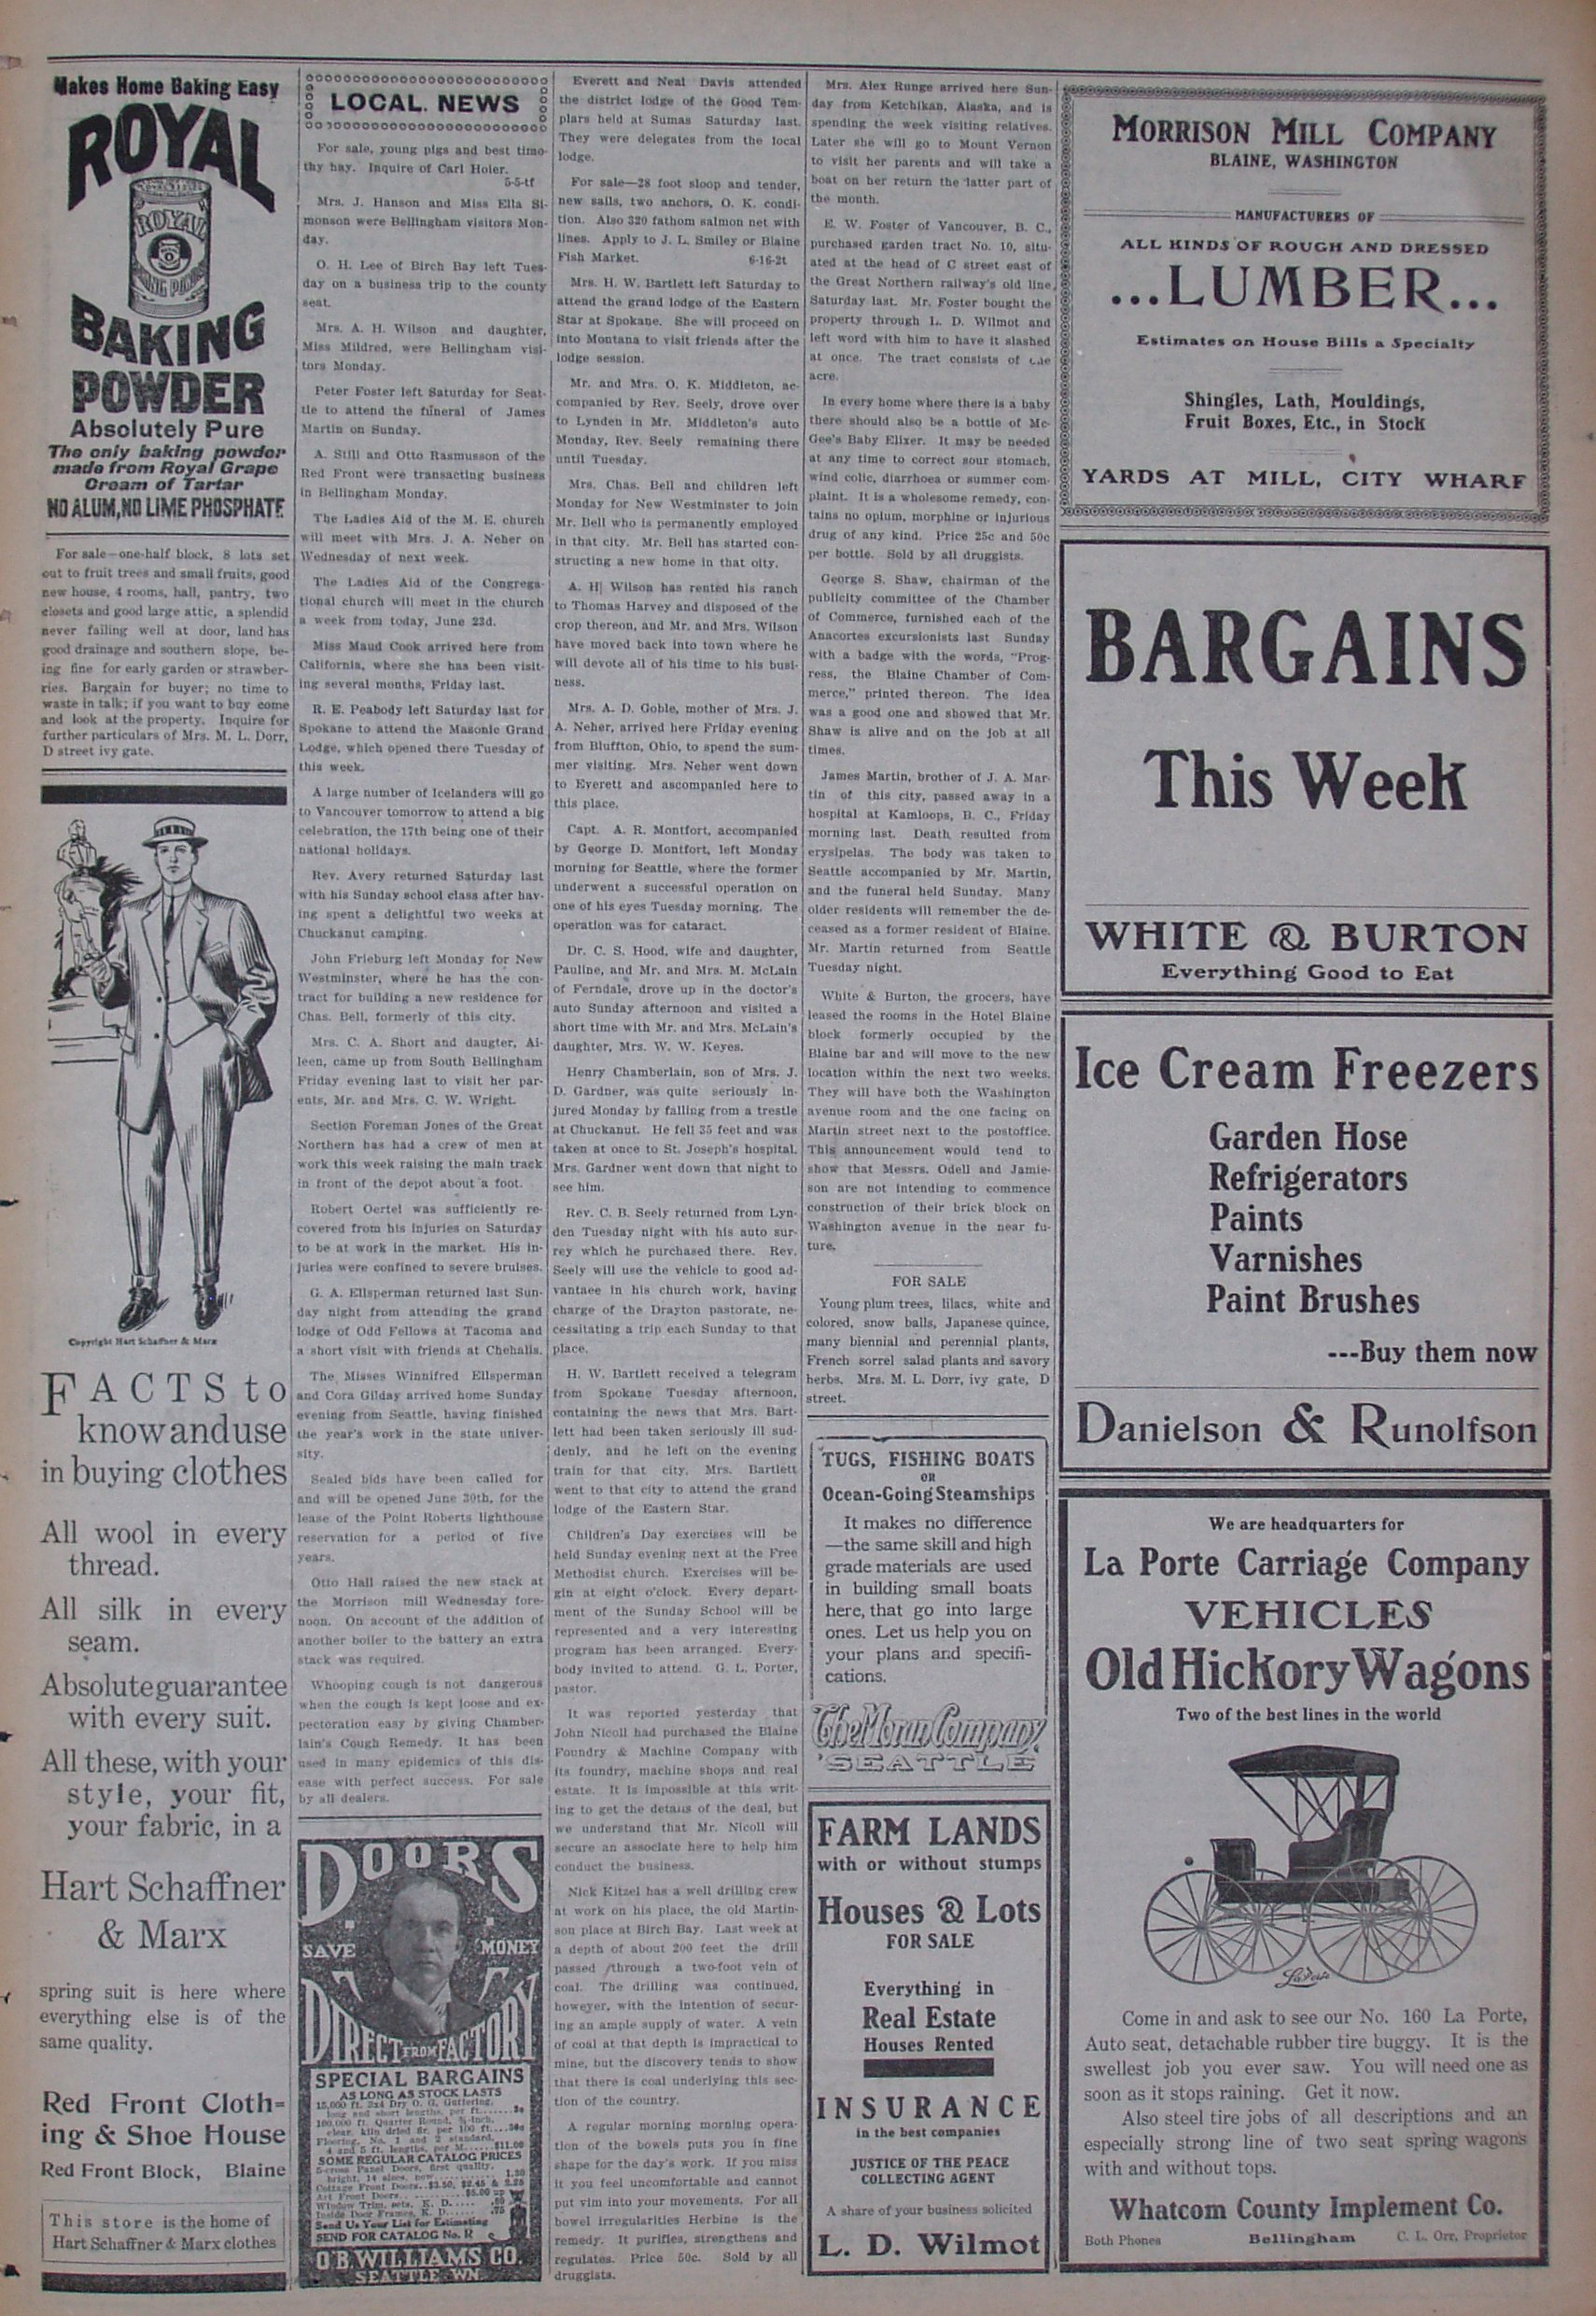 Makes Home Baking Easy
ROYAL
ROYAL
BAKING
POWDER
Absolutely Pure
The only baking powder
made from Royal Grape
Cream of Tartar
NO ALUM, NO LIME PHOSPHATE
For sale—one-half block, 8 lots set
out to fruit trees and small fruits, good
new house, 4 rooms, hall, pantry, two
closets and good large attic, a splendid
never failing well at door, land has
good drainage and southern slope, be-
ing fine for early garden or strawber-
ries. Bargain for buyer; no time to
waste in talk; if you want to buy come
and look at the property. Inquire for
further particulars of Mrs. M. L. Dorr,
D street ivy gate.
Copyright Hart Schaffner & Marx
FACTS to
know and use
in buying clothes
All wool in every
thread.
All silk in every
seam.
Absolute guarantee
with every suit.
All these, with your
style, your fit,
your fabric, in a
Hart Schaffner
& Marx
spring suit is here where
everything else is of the
same quality.
Red Front Cloth-
ing & Shoe House
Red Front Block, Blaine
This store is the home of
Hart Schaffner & Marx clothes
LOCAL NEWS
For sale, young pigs and best timo-
thy hay. Inquire of Carl Holer.
5-5-tf
Mrs. J. Hanson and Miss Ella Si-
monson were Bellingham visitors Mon-
day.
O. H. Lee of Birch Bay left Tues-
day on a business trip to the county
seat.
Mrs. A. H. Wilson and daughter,
Miss Mildred, were Bellingham visi-
tors Monday.
Peter Foster left Saturday for Seat-
tle to attend the funeral of James
Martin on Sunday.
A. Still and Otto Rasmusson of the
Red Front were transacting business
in Bellingham Monday.
The Ladies Aid of the M. E. church
will meet with Mrs. J. A. Neher on
Wednesday of next week.
The Ladies Aid of the Congrega-
tional church will meet in the church
a week from today, June 23d.
Miss Maud Cook arrived here from
California, where she has been visit-
ing several months, Friday last.
R. E. Peabody left Saturday last for
Spokane to attend the Masonic Grand
Lodge, which opened there Tuesday of
this week.
A large number of Icelanders will go
to Vancouver tomorrow to attend a big
celebration, the 17th being one of their
national holidays.
Rev. Avery returned Saturday last
with his Sunday school class after hav-
ing spent a delightful two weeks at
Chuckanut camping.
John Frieburg left Monday for New
Westminster, where he has the con-
tract for building a new residence for
Chas. Bell, formerly of this city.
Mrs. C. A. Short and daugter, Ai-
leen, came up from South Bellingham
Friday evening last to visit her par-
ents, Mr. and Mrs. C. W. Wright.
Section Foreman Jones of the Great
Northern has had a crew of men at
work this week raising the main track
in front of the depot about a foot.
Robert Oertel was sufficiently re-
covered from his injuries on Saturday
to be at work in the market. His in-
juries were confined to severe bruises.
G. A. Ellsperman returned last Sun-
day night from attending the grand
lodge of Odd Fellows at Tacoma and
a short visit with friends at Chehalis.
The Misses Winnifred Ellsperman
and Cora Gilday arrived home Sunday
evening from Seattle, having finished
the year's work in the state univer-
sity.
Sealed bids have been called for
and will be opened June 30th, for the
lease of the Point Roberts lighthouse
reservation for a period of five
years.
Otto Hall raised the new stack at
the Morrison mill Wednesday fore-
noon. On account of the addition of
another boiler to the battery an extra
stack was required.
Whooping cough is not dangerous
when the cough is kept loose and ex-
pectoration easy by giving Chamber-
lain's Cough Remedy. It has been
used in many epidemics of this dis-
ease with perfect success. For sale
by all dealers.
DOORS
SAVE MONEY
DIRECT FROM FACTORY
SPECIAL BARGAINS
AS LONG AS STOCK LASTS
15,000 ft. 3x4 Dry O. G. Guttering,
long and short lengths, per ft.
100,000 ft. Quarter Round,
clear, kiln dried fir, per 100 ft.
Flooring, No. 1 and 2 standard,
4 and 5 ft. lengths, per M......$11.00
SOME REGULAR CATALOG PRICES
5-cross Panel Doors, first quality,
bright, 14 sizes, now
Cottage Front Doors..$3.50, $2.45 & 2.25
Art Front Doors.........$5.00 up
Window Trim, sets, K. D.
Inside Door Frames, K. D......75
Send Us Your List for Estimating
SEND FOR CATALOG No. R
O. B. WILLIAMS CO.
SEATTLE, WN.
Everett and Neal Davis attended
the district lodge of the Good Tem-
plars held at Sumas Saturday last.
They were delegates from the local
lodge.
For sale—28 foot sloop and tender,
new sails, two anchors, O. K. condi-
tion. Also 320 fathom salmon net with
lines. Apply to J. L. Smiley or Blaine
Fish Market. 6-16-2t
Mrs. H. W. Bartlett left Saturday to
attend the grand lodge of the Eastern
Star at Spokane. She will proceed on
into Montana to visit friends after the
lodge session.
Mr. and Mrs. O. K. Middleton, ac-
companied by Rev. Seely, drove over
to Lynden in Mr. Middleton's auto
Monday, Rev. Seely remaining there
until Tuesday.
Mrs. Chas. Bell and children left
Monday for New Westminster to join
Mr. Bell who is permanently employed
in that city. Mr. Bell has started con-
structing a new home in that city.
A. H| Wilson has rented his ranch
to Thomas Harvey and disposed of the
crop thereon, and Mr. and Mrs. Wilson
have moved back into town where he
will devote all of his time to his busi-
ness.
Mrs. A. D. Goble, mother of Mrs. J.
A. Neher, arrived here Friday evening
from Bluffton, Ohio, to spend the sum-
mer visiting. Mrs. Neher went down
to Everett and ascompanied here to
this place.
Capt. A. R. Montfort, accompanied
by George D. Montfort, left Monday
morning for Seattle, where the former
underwent a successful operation on
one of his eyes Tuesday morning. The
operation was for cataract.
Dr. C. S. Hood, wife and daughter,
Pauline, and Mr. and Mrs. M. McLain
of Ferndale, drove up in the doctor's
auto Sunday afternoon and visited a
short time with Mr. and Mrs. McLain's
daughter, Mrs. W. W. Keyes.
Henry Chamberlain, son of Mrs. J.
D. Gardner, was quite seriously in-
jured Monday by falling from a trestle
at Chuckanut. He fell 35 feet and was
taken at once to St. Joseph's hospital.
Mrs. Gardner went down that night to
see him.
Rev. C. B. Seely returned from Lyn-
den Tuesday night with his auto sur-
rey which he purchased there. Rev.
Seely will use the vehicle to good ad-
vantaee in his church work, having
charge of the Drayton pastorate, ne-
cessitating a trip each Sunday to that
place.
H. W. Bartlett received a telegram
from Spokane Tuesday afternoon,
containing the news that Mrs. Bart-
lett had been taken seriously ill sud-
denly, and he left on the evening
train for that city. Mrs. Bartlett
went to that city to attend the grand
lodge of the Eastern Star.
Children's Day exercises will be
held Sunday evening next at the Free
Methodist church. Exercises will be-
gin at eight o'clock. Every depart-
ment of the Sunday School will be
represented and a very interesting
program has been arranged. Every-
body invited to attend. G. L. Porter,
pastor.
It was reported yesterday that
John Nicoll had purchased the Blaine
Foundry & Machine Company with
its foundry, machine shops and real
estate. It is impossible at this writ-
ing to get the details of the deal, but
we understand that Mr. Nicoll will
secure an associate here to help him
conduct the business.
Nick Kitzel has a well drilling crew
at work on his place, the old Martin-
son place at Birch Bay. Last week at
a depth of about 200 feet the drill
passed through a two-foot vein of
coal. The drilling was continued,
however, with the intention of secur-
ing an ample supply of water. A vein
of coal at that depth is impractical to
mine, but the discovery tends to show
that there is coal underlying this sec-
tion of the country.
A regular morning morning opera-
tion of the bowels puts you in fine
shape for the day's work. If you miss
it you feel uncomfortable and cannot
put vim into your movements. For all
bowel irregularities Herbine is the
remedy. It purifies, strengthens and
regulates. Price 50c. Sold by all
druggists.
Mrs. Alex Runge arrived here Sun-
day from Ketchikan, Alaska, and is
spending the week visiting relatives.
Later she will go to Mount Vernon
to visit her parents and will take a
boat on her return the latter part of
the month.
E. W. Foster of Vancouver, B. C.,
purchased garden tract No. 10, situ-
ated at the head of C street east of
the Great Northern railway's old line,
Saturday last. Mr. Foster bought the
property through L. D. Wilmot and
left word with him to have it slashed
at once. The tract consists of one
acre.
In every home where there is a baby
there should also be a bottle of Mc-
Gee's Baby Elixer. It may be needed
at any time to correct sour stomach,
wind colic, diarrhoea or summer com-
plaint. It is a wholesome remedy, con-
tains no opium, morphine or injurious
drug of any kind. Price 25c and 50c
per bottle. Sold by all druggists.
George S. Shaw, chairman of the
publicity committee of the Chamber
of Commerce, furnished each of the
Anacortes excursionists last Sunday
with a badge with the words, "Prog-
ress, the Blaine Chamber of Com-
merce," printed thereon. The idea
was a good one and showed that Mr.
Shaw is alive and on the job at all
times.
James Martin, brother of J. A. Mar-
tin of this city, passed away in a
hospital at Kamloops, B. C., Friday
morning last. Death resulted from
erysipelas. The body was taken to
Seattle accompanied by Mr. Martin,
and the funeral held Sunday. Many
older residents will remember the de-
ceased as a former resident of Blaine.
Mr. Martin returned from Seattle
Tuesday night.
White & Burton, the grocers, have
leased the rooms in the Hotel Blaine
block formerly occupied by the
Blaine bar and will move to the new
location within the next two weeks.
They will have both the Washington
avenue room and the one facing on
Martin street next to the postoffice.
This announcement would tend to
show that Messrs. Odell and Jamie-
son are not intending to commence
construction of their brick block on
Washington avenue in the near fu-
ture.
FOR SALE
Young plum trees, lilacs, white and
colored, snow balls, Japanese quince,
many biennial and perennial plants,
French sorrel salad plants and savory
herbs. Mrs. M. L. Dorr, ivy gate, D
street.
TUGS, FISHING BOATS
OR
Ocean-Going Steamships
It makes no difference
—the same skill and high
grade materials are used
in building small boats
here, that go into large
ones. Let us help you on
your plans and specifi-
cations.
The Moran Company
SEATTLE
FARM LANDS
with or without stumps
Houses & Lots
FOR SALE
Everything in
Real Estate
Houses Rented
INSURANCE
in the best companies
JUSTICE OF THE PEACE
COLLECTING AGENT
A share of your business solicited
L. D. Wilmot
MORRISON MILL COMPANY
BLAINE, WASHINGTON
MANUFACTURERS OF
ALL KINDS OF ROUGH AND DRESSED
...LUMBER...
Estimates on House Bills a Specialty
Shingles, Lath, Mouldings,
Fruit Boxes, Etc., in Stock
YARDS AT MILL, CITY WHARF
BARGAINS
This Week
WHITE & BURTON
Everything Good to Eat
Ice Cream Freezers
Garden Hose
Refrigerators
Paints
Varnishes
Paint Brushes
---Buy them now
Danielson & Runolfson
We are headquarters for
La Porte Carriage Company
VEHICLES
Old Hickory Wagons
Two of the best lines in the world
LaPorte
Come in and ask to see our No. 160 La Porte,
Auto seat, detachable rubber tire buggy. It is the
swellest job you ever saw. You will need one as
soon as it stops raining. Get it now.
Also steel tire jobs of all descriptions and an
especially strong line of two seat spring wagons
with and without tops.
Whatcom County Implement Co.
Both Phones Bellingham C. L. Orr, Proprietor